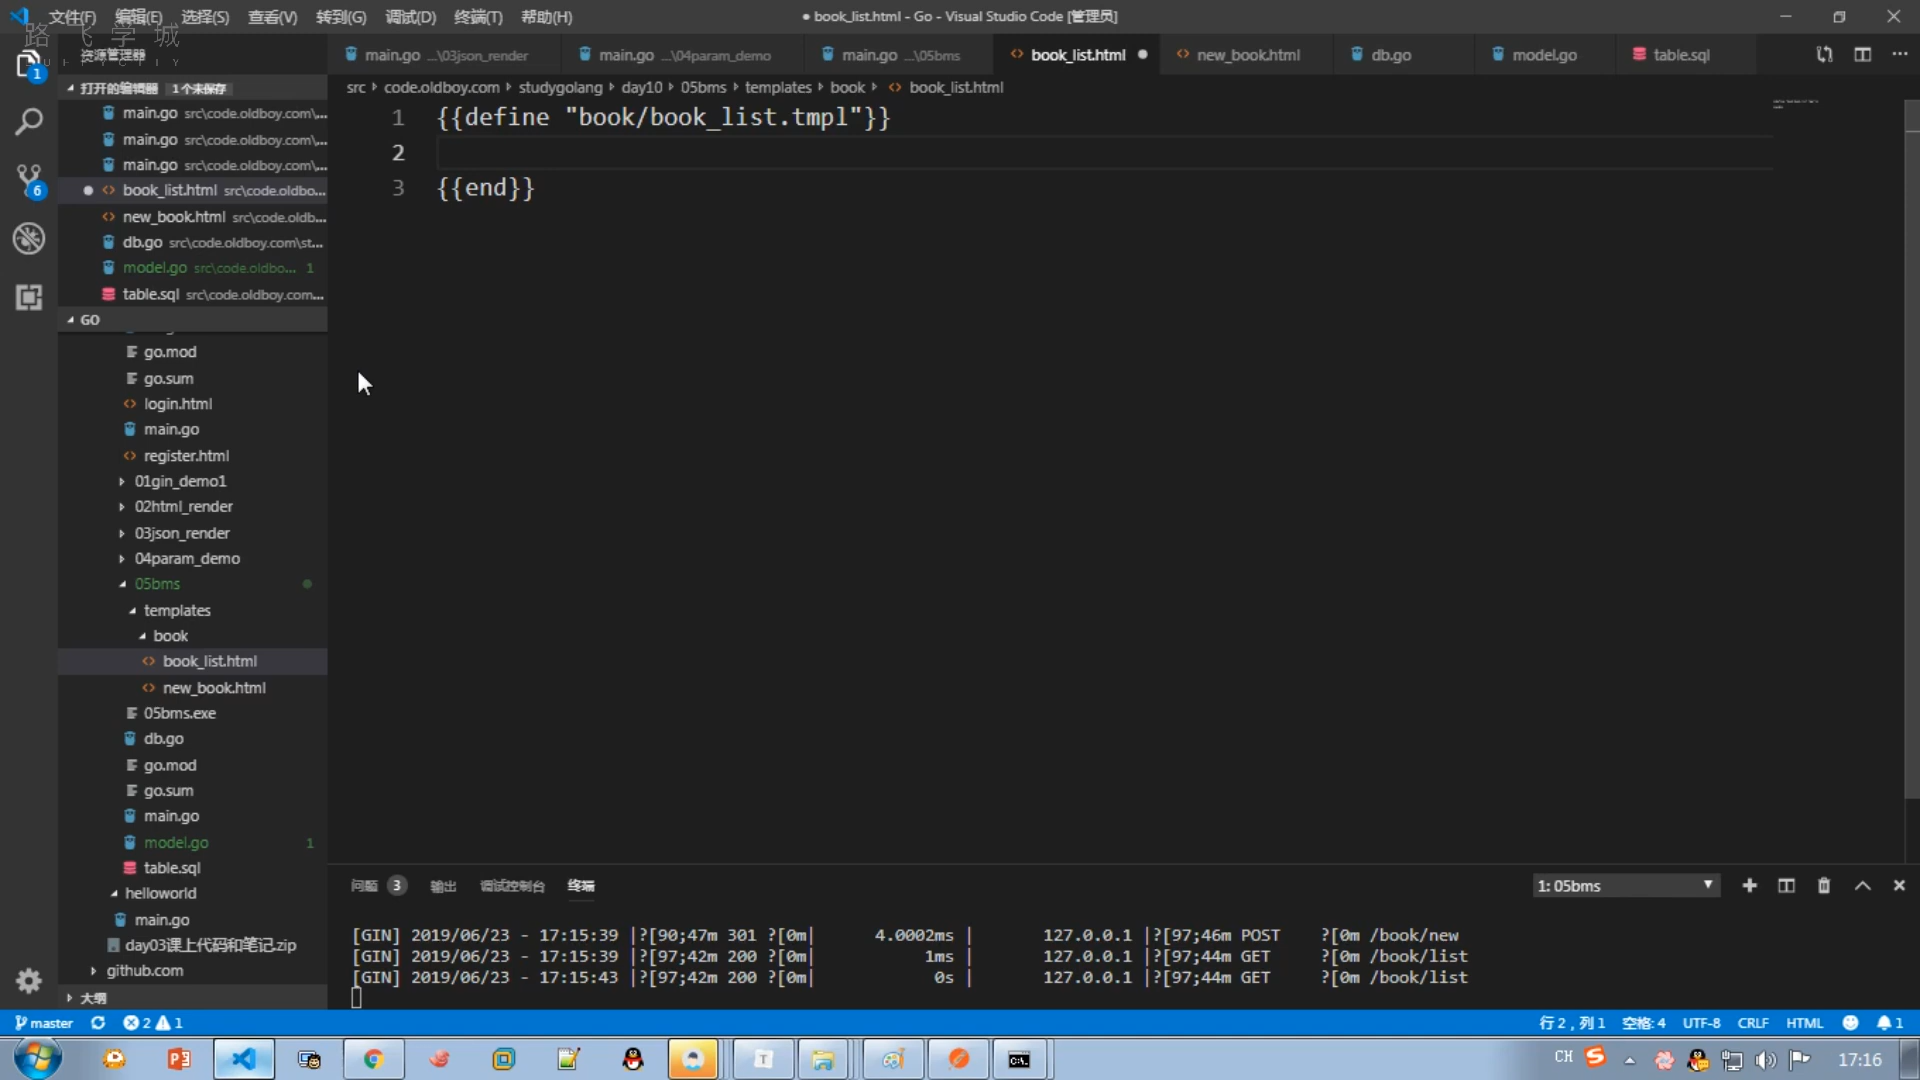 文件(F) 编辑(E) 选择(S) 查看(V) 转到(G) 调试(D) 终端(T) 帮助(H)
● book_list.html - Go - Visual Studio Code [管理员]
路飞学城
资源管理器
main.go ...\03json_render
main.go ...\04param_demo
main.go ...\05bms
book_list.html
new_book.html
db.go
model.go
table.sql
打开的编辑器 1 个未保存
src code.oldboy.com studygolang day10 05bms templates book book_list.html
main.go src\code.oldboy.com\...
main.go src\code.oldboy.com\...
main.go src\code.oldboy.com\...
book_list.html src\code.oldbo...
new_book.html src\code.oldb...
db.go src\code.oldboy.com\st...
model.go src\code.oldbo... 1
table.sql src\code.oldboy.com...
1 {{define "book/book_list.tmpl"}}
2
3 {{end}}
1
6
GO
go.mod
go.sum
login.html
main.go
register.html
01gin_demo1
02html_render
03json_render
04param_demo
05bms
templates
book
book_list.html
new_book.html
05bms.exe
db.go
go.mod
go.sum
main.go
model.go 1
table.sql
helloworld
main.go
day03课上代码和笔记.zip
github.com
大纲
问题 3 输出 调试控制台 终端
1: 05bms
[GIN] 2019/06/23 - 17:15:39 |?[90;47m 301 ?[0m| 4.0002ms | 127.0.0.1 |?[97;46m POST ?[0m /book/new
[GIN] 2019/06/23 - 17:15:39 |?[97;42m 200 ?[0m| 1ms | 127.0.0.1 |?[97;44m GET ?[0m /book/list
[GIN] 2019/06/23 - 17:15:43 |?[97;42m 200 ?[0m| 0s | 127.0.0.1 |?[97;44m GET ?[0m /book/list
master 2 1
行 2，列 1 空格: 4 UTF-8 CRLF HTML 1
CH
17:16